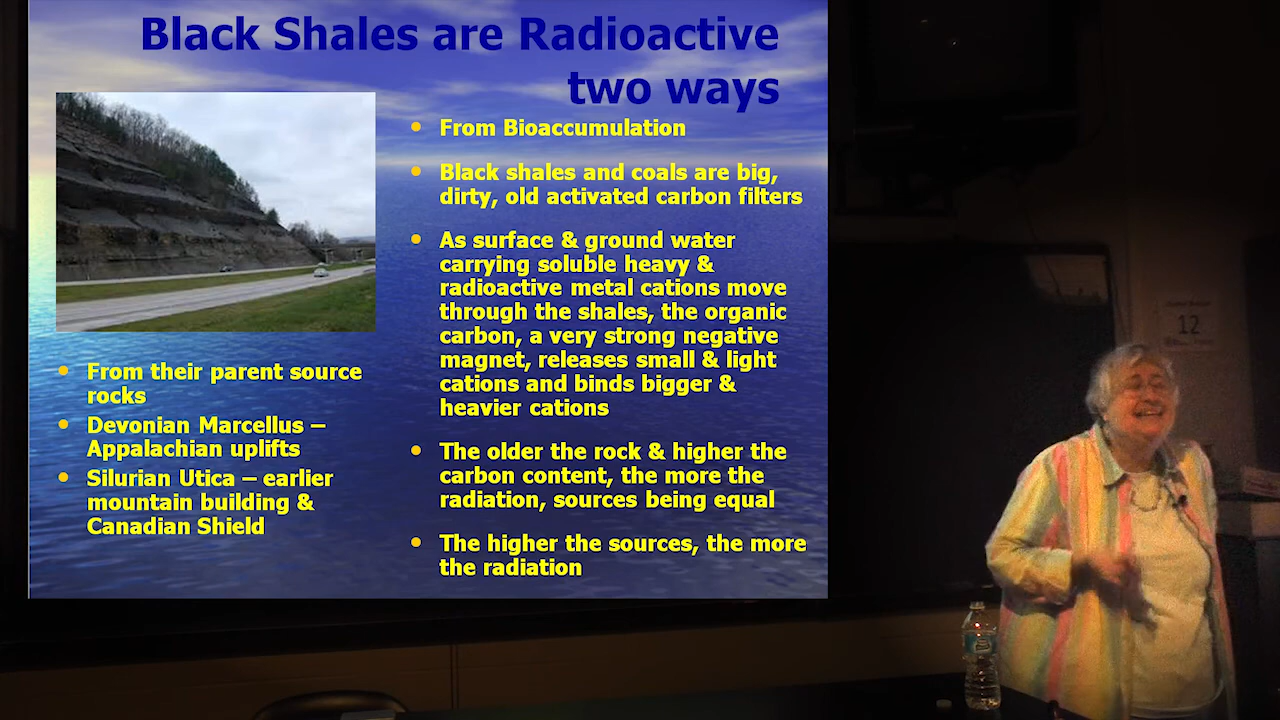 Black Shales are Radioactive
two ways
• From their parent source
rocks
• Devonian Marcellus –
Appalachian uplifts
• Silurian Utica – earlier
mountain building &
Canadian Shield
• From Bioaccumulation
• Black shales and coals are big,
dirty, old activated carbon filters
• As surface & ground water
carrying soluble heavy &
radioactive metal cations move
through the shales, the organic
carbon, a very strong negative
magnet, releases small & light
cations and binds bigger &
heavier cations
• The older the rock & higher the
carbon content, the more the
radiation, sources being equal
• The higher the sources, the more
the radiation
12